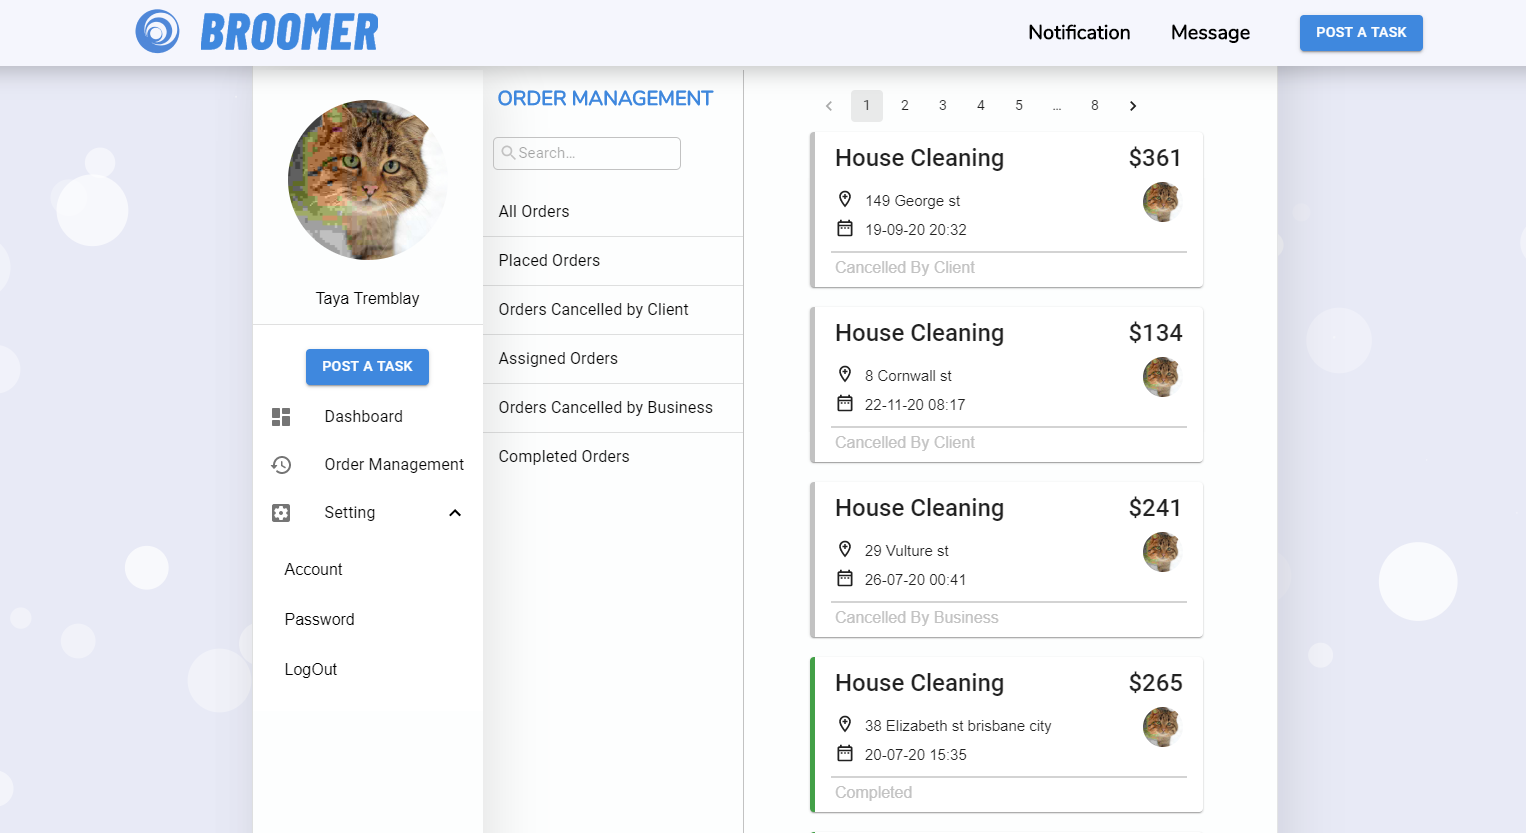 BROOMER
Notification
Message
POST A TASK
Taya Tremblay
POST A TASK
Dashboard
Order Management
Setting
Account
Password
LogOut
ORDER MANAGEMENT
Search...
All Orders
Placed Orders
Orders Cancelled by Client
Assigned Orders
Orders Cancelled by Business
Completed Orders
1 2 3 4 5 ... 8
House Cleaning $361
149 George st
19-09-20 20:32
Cancelled By Client
House Cleaning $134
8 Cornwall st
22-11-20 08:17
Cancelled By Client
House Cleaning $241
29 Vulture st
26-07-20 00:41
Cancelled By Business
House Cleaning $265
38 Elizabeth st brisbane city
20-07-20 15:35
Completed